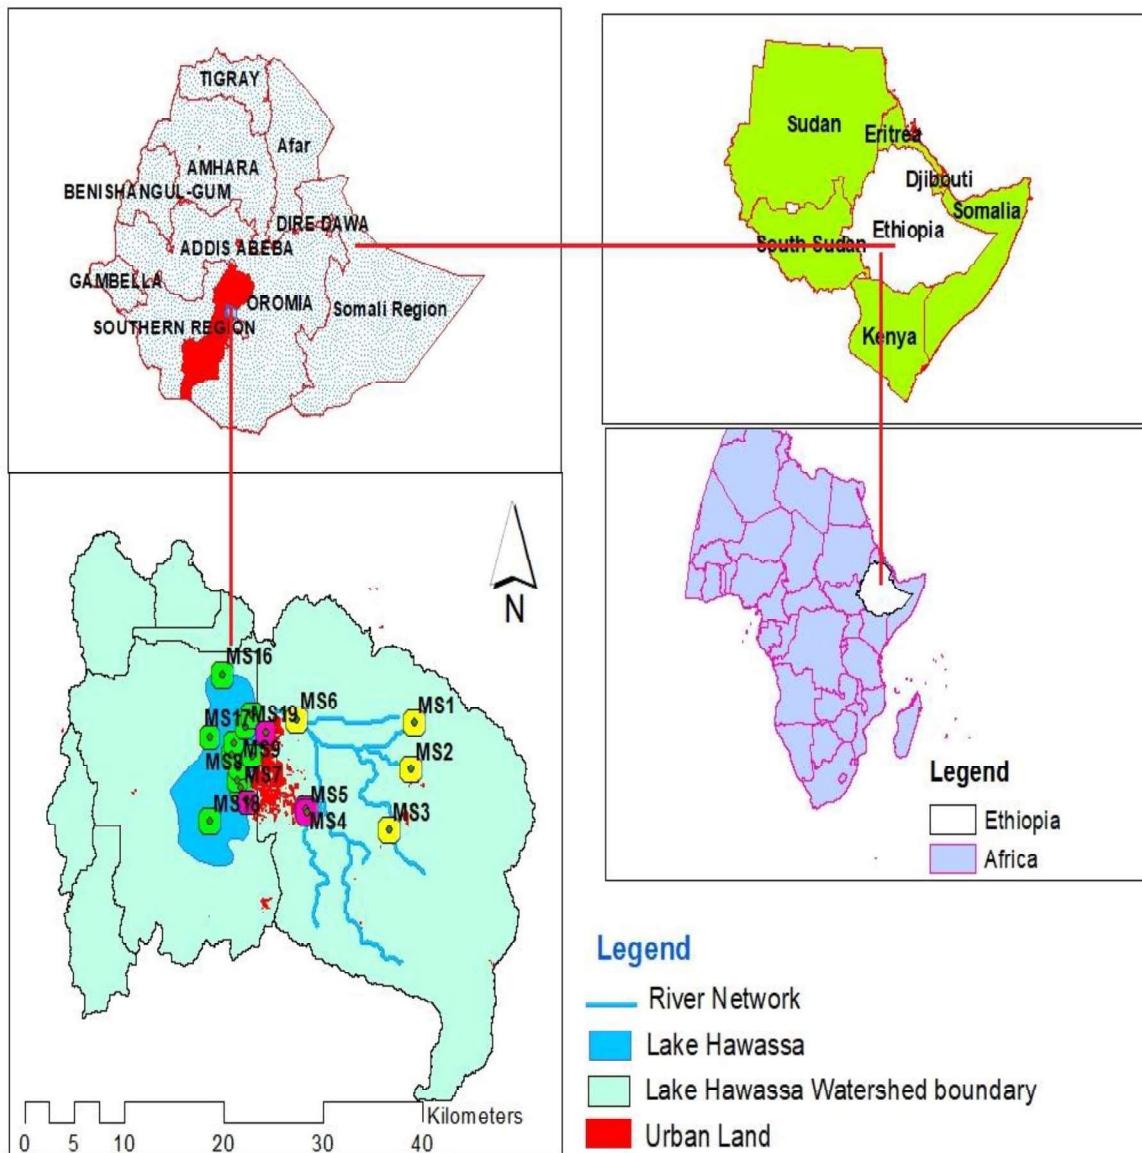 TIGRAY
Afar
AMHARA
BENISHANGUL-GUM
DIRE DAWA
ADDIS ABEBA
GAMBELLA
OROMIA
Somali Region
SOUTHERN REGION
Sudan
Eritrea
Djibouti
Somalia
Ethiopia
South Sudan
Kenya
N
MS16
MS6
MS1
MS17
MS19
MS9
MS8
MS2
MS7
MS18
MS5
MS4
MS3
Kilometers
0 5 10 20 30 40
Legend
Ethiopia
Africa
Legend
River Network
Lake Hawassa
Lake Hawassa Watershed boundary
Urban Land